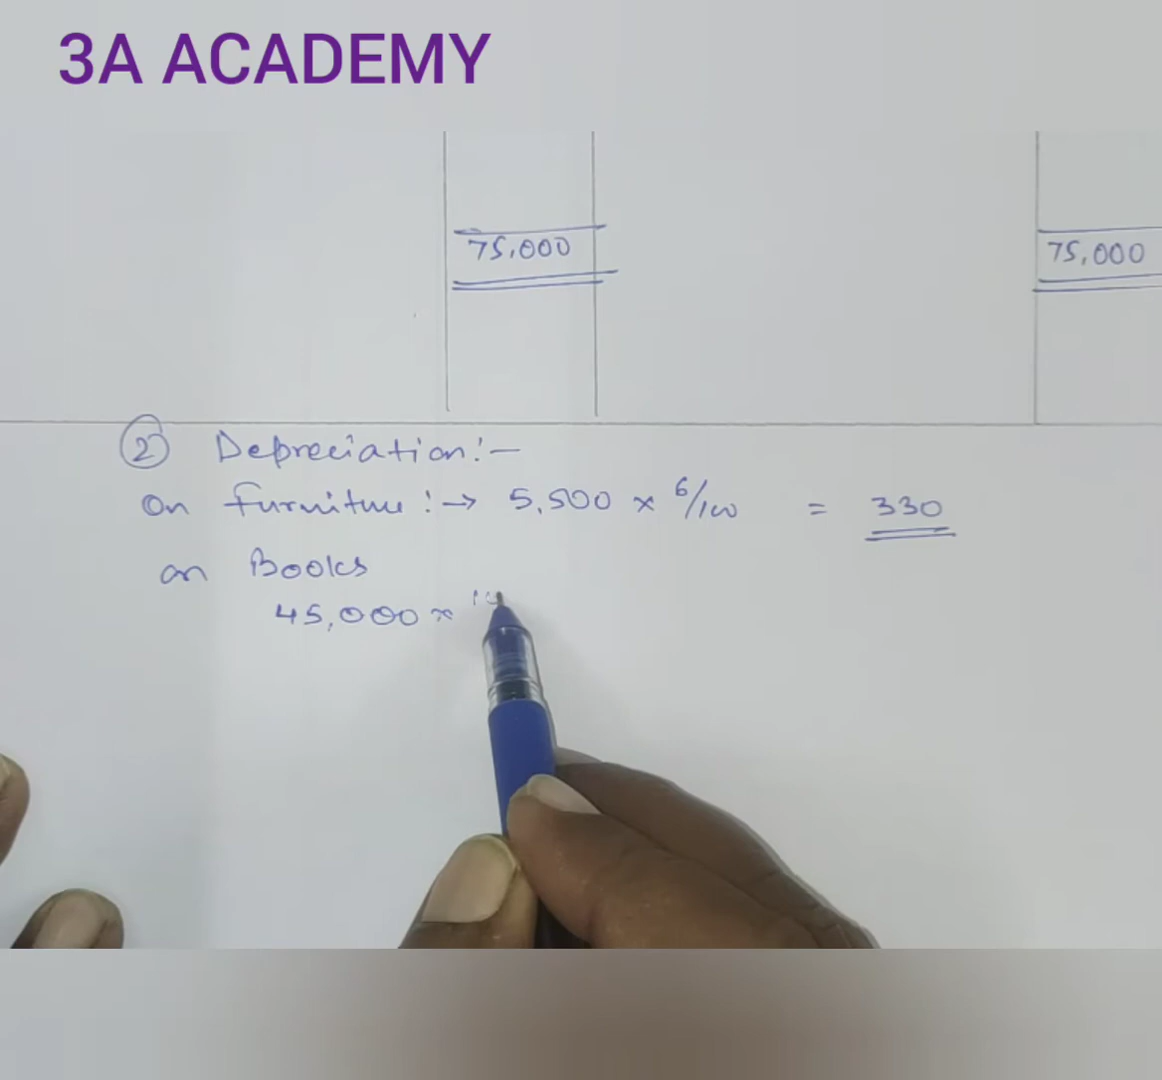 3A ACADEMY
75,000 75,000
② Depreciation:-
On furniture :→ 5,500 × 6/100 = 330
on Books
45,000 × 10